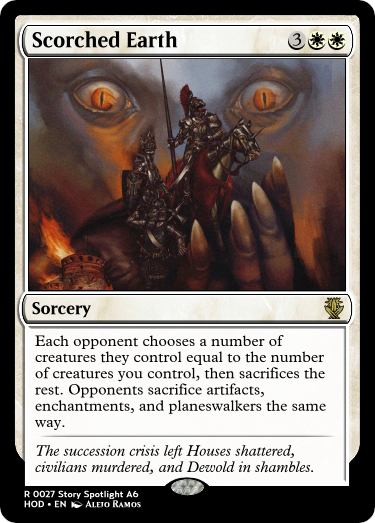 Scorched Earth 3
Sorcery
Each opponent chooses a number of
creatures they control equal to the number
of creatures you control, then sacrifices the
rest. Opponents sacrifice artifacts,
enchantments, and planeswalkers the same
way.
The succession crisis left Houses shattered,
civilians murdered, and Dewold in shambles.
R 0027 Story Spotlight A6
HOD • EN Alejo Ramos